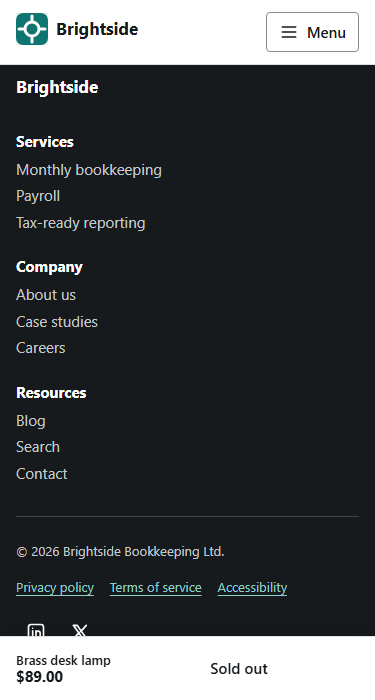 Brightside
Menu
Brightside
Services
Monthly bookkeeping
Payroll
Tax-ready reporting
Company
About us
Case studies
Careers
Resources
Blog
Search
Contact
© 2026 Brightside Bookkeeping Ltd.
Privacy policy Terms of service Accessibility
in X
Brass desk lamp
$89.00
Sold out